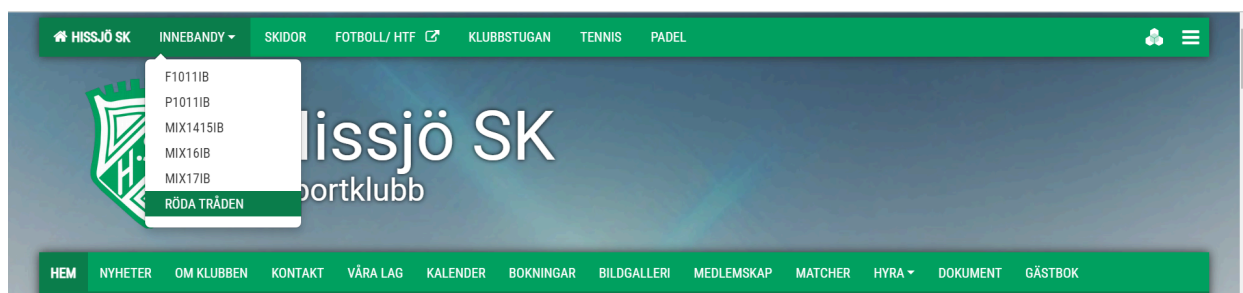 HISSJÖ SK INNEBANDY SKIDOR FOTBOLL/ HTF KLUBBSTUGAN TENNIS PADEL
F1011IB
P1011IB
MIX1415IB
MIX16IB
MIX17IB
RÖDA TRÅDEN
issjö SK
portklubb
HEM NYHETER OM KLUBBEN KONTAKT VÅRA LAG KALENDER BOKNINGAR BILDGALLERI MEDLEMSKAP MATCHER HYRA DOKUMENT GÄSTBOK